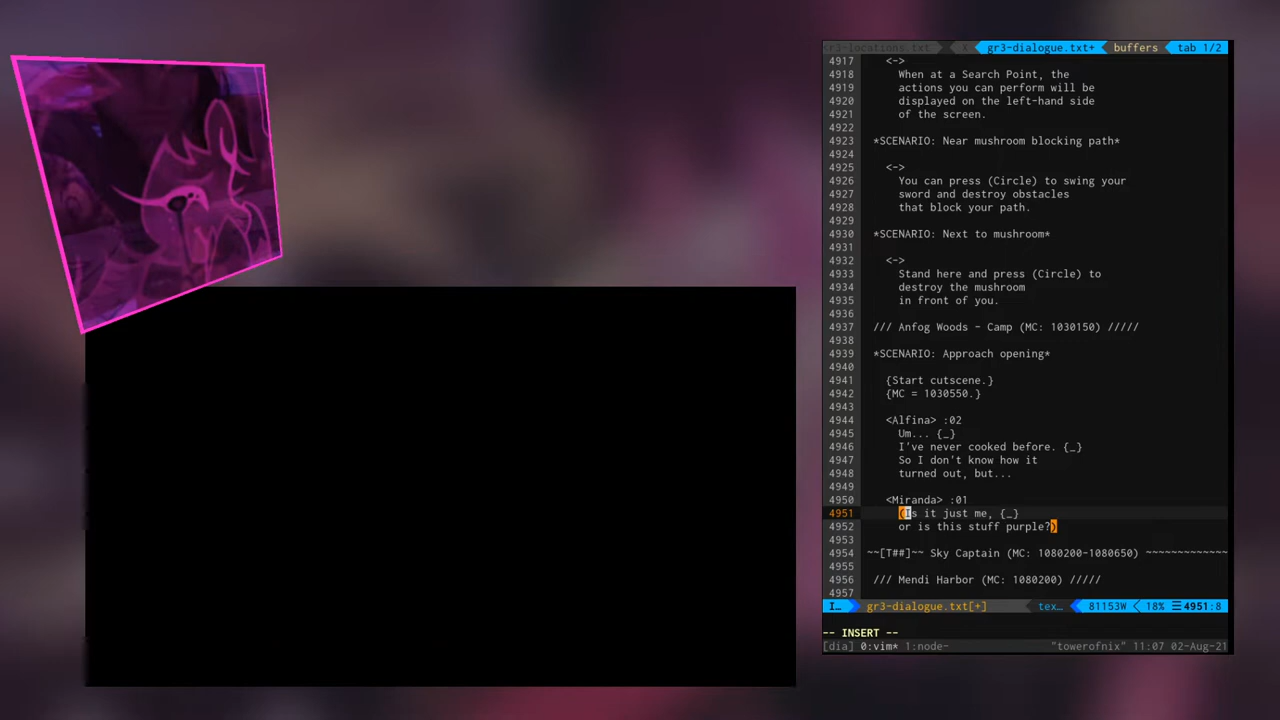 r3-locations.txt X gr3-dialogue.txt+ buffers tab 1/2
4917 <->
4918 When at a Search Point, the
4919 actions you can perform will be
4920 displayed on the left-hand side
4921 of the screen.
4922
4923 *SCENARIO: Near mushroom blocking path*
4924
4925 <->
4926 You can press (Circle) to swing your
4927 sword and destroy obstacles
4928 that block your path.
4929
4930 *SCENARIO: Next to mushroom*
4931
4932 <->
4933 Stand here and press (Circle) to
4934 destroy the mushroom
4935 in front of you.
4936
4937 /// Anfog Woods - Camp (MC: 1030150) /////
4938
4939 *SCENARIO: Approach opening*
4940
4941 {Start cutscene.}
4942 {MC = 1030550.}
4943
4944 <Alfina> :02
4945 Um... {_}
4946 I've never cooked before. {_}
4947 So I don't know how it
4948 turned out, but...
4949
4950 <Miranda> :01
4951 (Is it just me, {_}
4952 or is this stuff purple?)
4953
4954 ~~[T##]~~ Sky Captain (MC: 1080200-1080650) ~~~~~~~~~~~~~
4955
4956 /// Mendi Harbor (MC: 1080200) /////
4957
I… gr3-dialogue.txt[+] tex… 81153W 18% ☰4951:8
-- INSERT --
[dia] 0:vim* 1:node- "towerofnix" 11:07 02-Aug-21